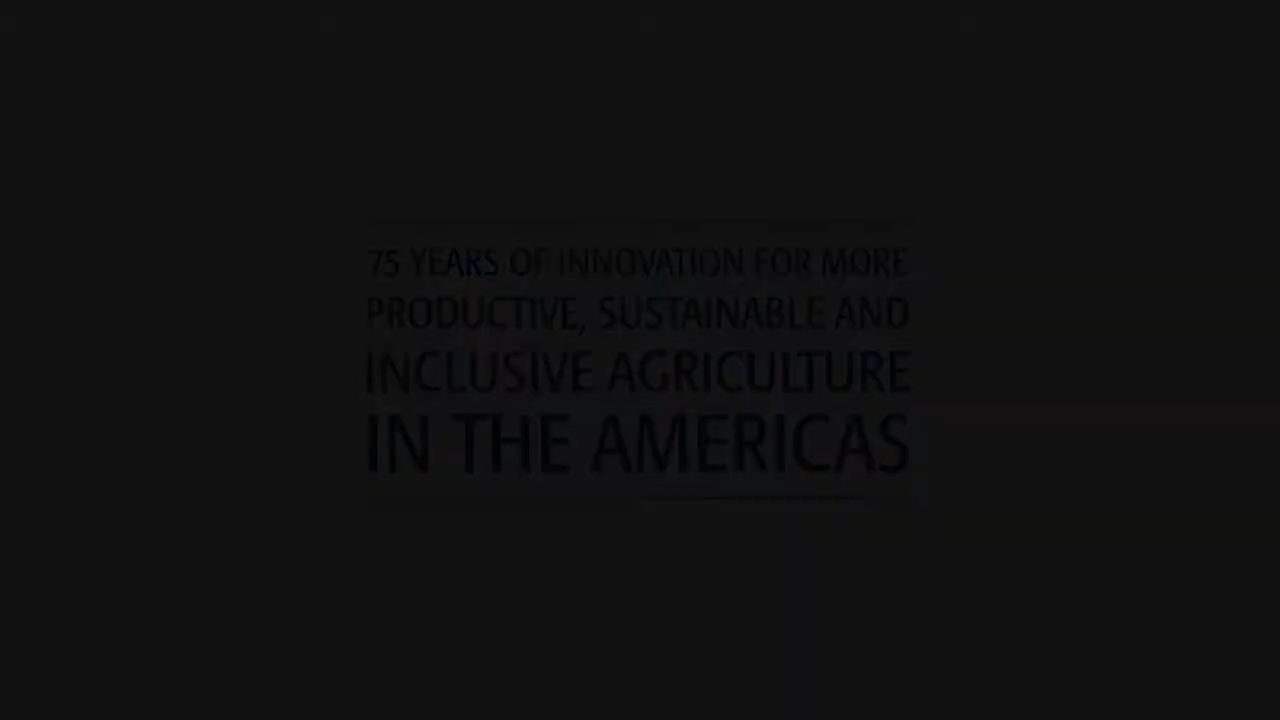 75 YEARS OF INNOVATION FOR MORE
PRODUCTIVE, SUSTAINABLE AND
INCLUSIVE AGRICULTURE
IN THE AMERICAS